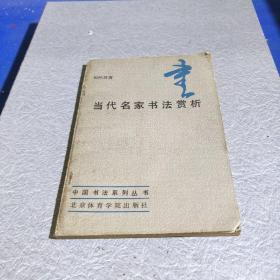 书
当代名家书法赏析
中国书法系列丛书
北京体育学院出版社